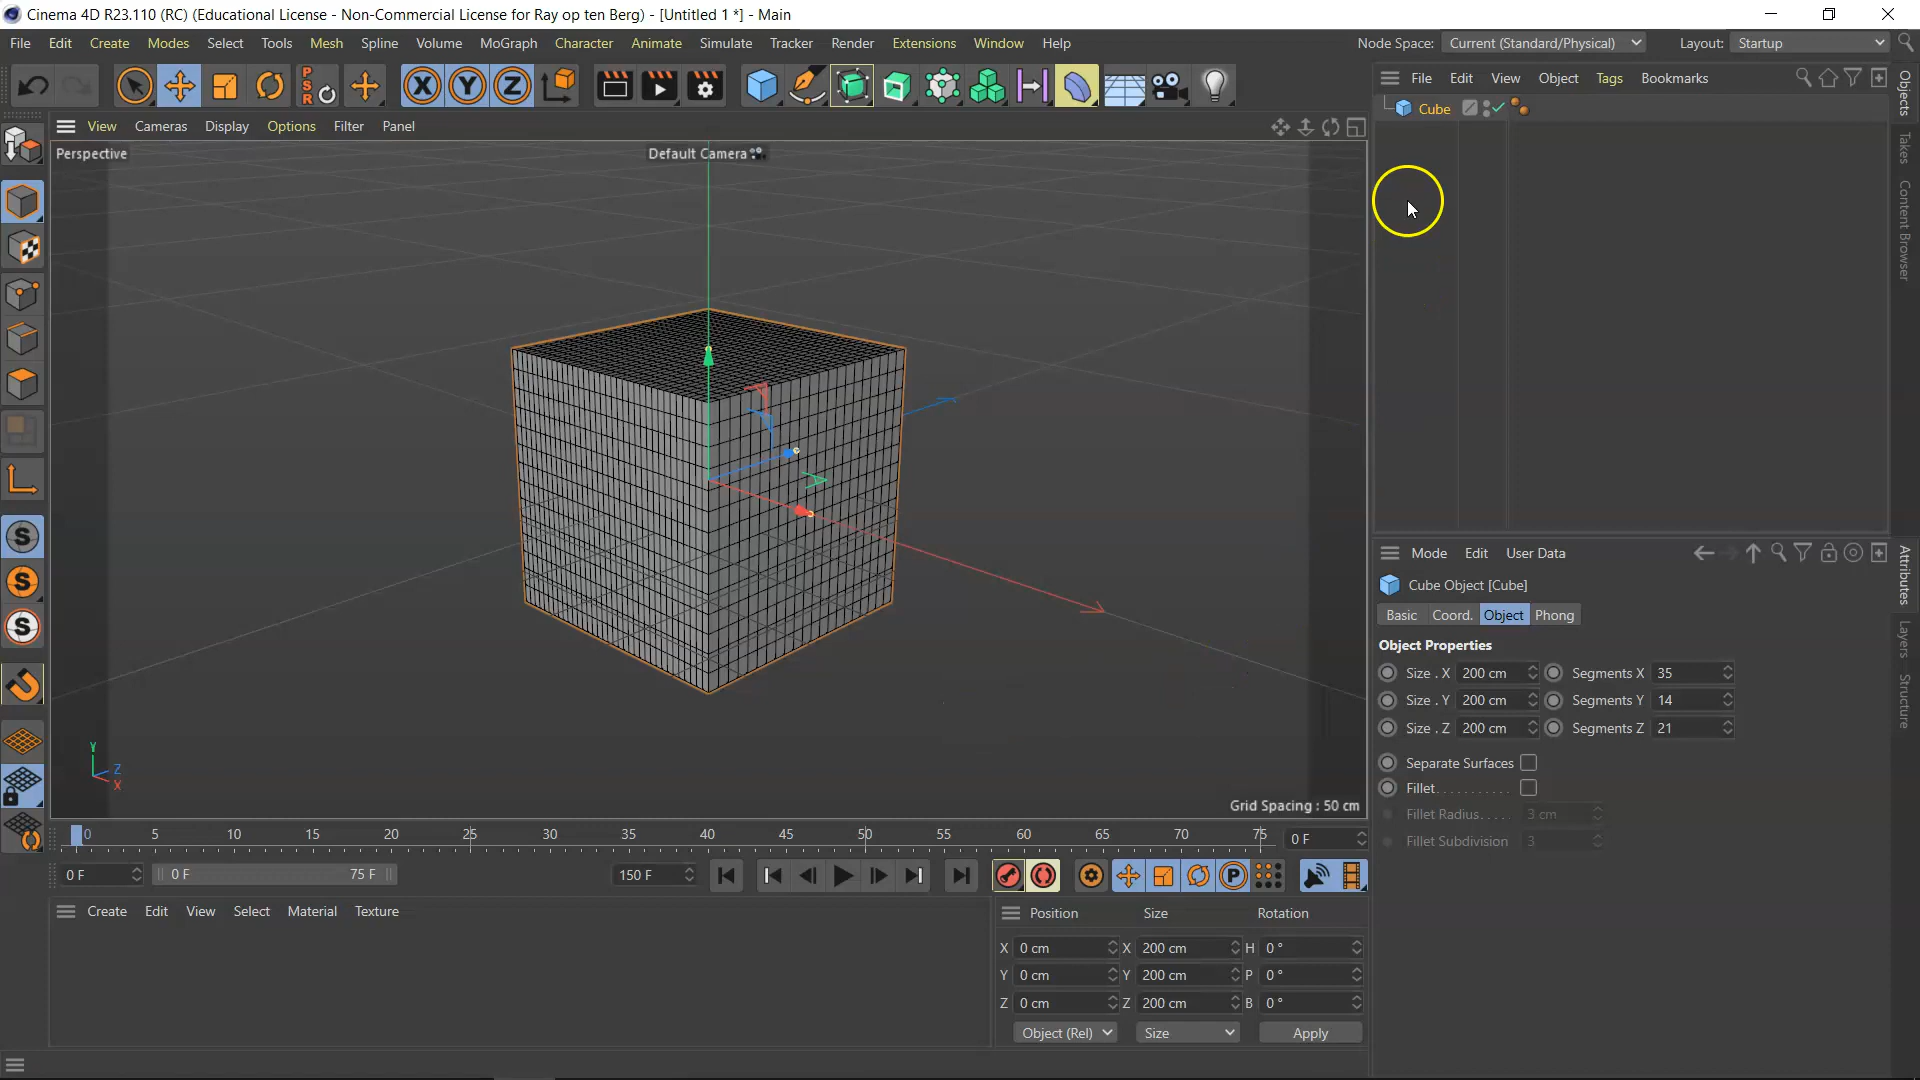 Cinema 4D R23.110 (RC) (Educational License - Non-Commercial License for Ray op ten Berg) - [Untitled 1 *] - Main
File Edit Create Modes Select Tools Mesh Spline Volume MoGraph Character Animate Simulate Tracker Render Extensions Window Help Node Space: Current (Standard/Physical) Layout: Startup
PSR X Y Z
File Edit View Object Tags Bookmarks
Objects
Takes
Content Browser
Cube
View Cameras Display Options Filter Panel
Perspective Default Camera
Mode Edit User Data
Attributes
Layers
Structure
Cube Object [Cube]
Basic Coord. Object Phong
Object Properties
Size . X 200 cm Segments X 35
Size . Y 200 cm Segments Y 14
Size . Z 200 cm Segments Z 21
Separate Surfaces
Fillet
Fillet Radius..... 3 cm
Fillet Subdivision 3
S
S
S
Y
Z
X
Grid Spacing : 50 cm
0 5 10 15 20 25 30 35 40 45 50 55 60 65 70 75 0 F
0 F 0 F 75 F 150 F P
Create Edit View Select Material Texture
Position Size Rotation
X 0 cm X 200 cm H 0 °
Y 0 cm Y 200 cm P 0 °
Z 0 cm Z 200 cm B 0 °
Object (Rel) Size Apply